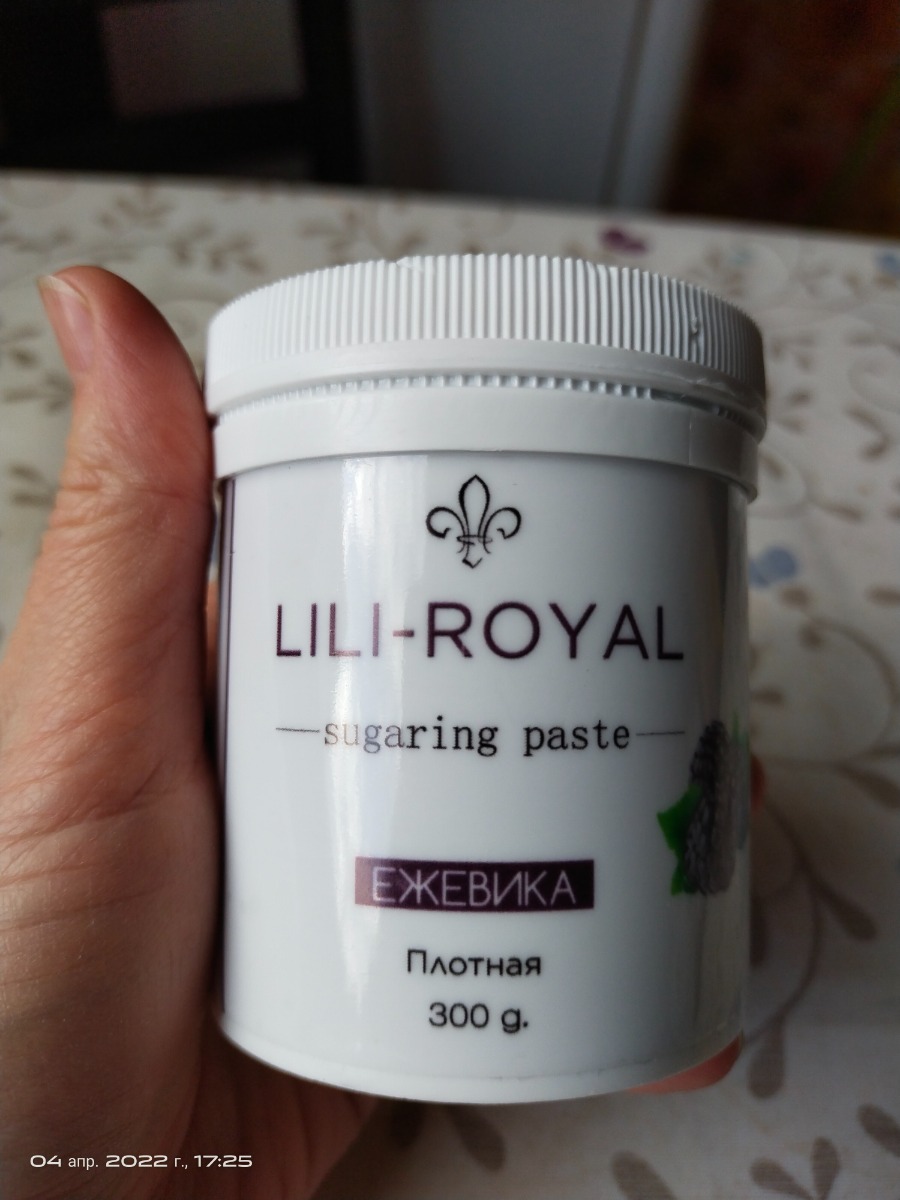 LILI-ROYAL
sugaring paste
ЕЖЕВИКА
Плотная
300 g.
04 апр. 2022 г., 17:25